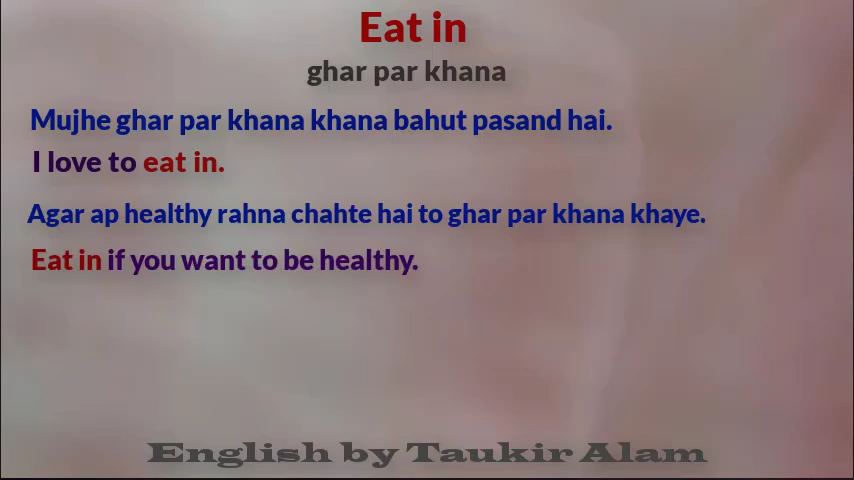 Eat in
ghar par khana
Mujhe ghar par khana khana bahut pasand hai.
I love to eat in.
Agar ap healthy rahna chahte hai to ghar par khana khaye.
Eat in if you want to be healthy.
English by Taukir Alam